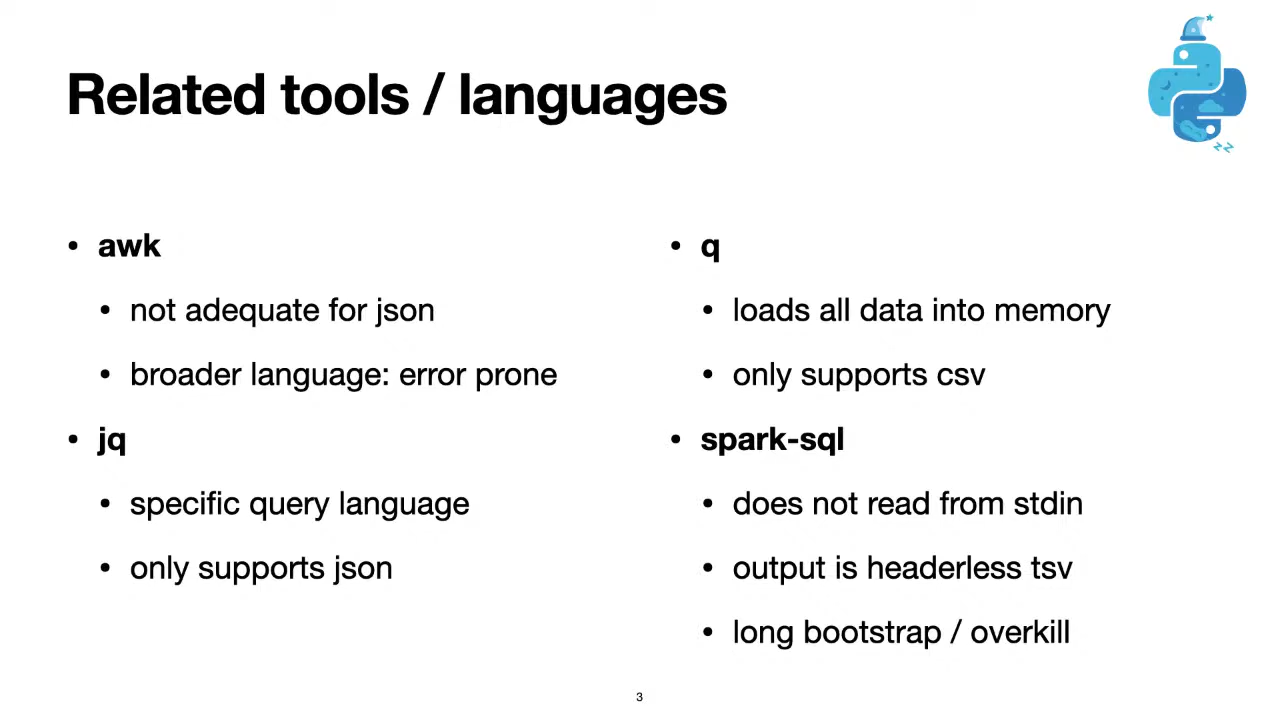 Related tools / languages
• awk
• not adequate for json
• broader language: error prone
• jq
• specific query language
• only supports json
• q
• loads all data into memory
• only supports csv
• spark-sql
• does not read from stdin
• output is headerless tsv
• long bootstrap / overkill
zz
3